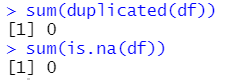 > sum(duplicated(df))
[1] 0
> sum(is.na(df))
[1] 0